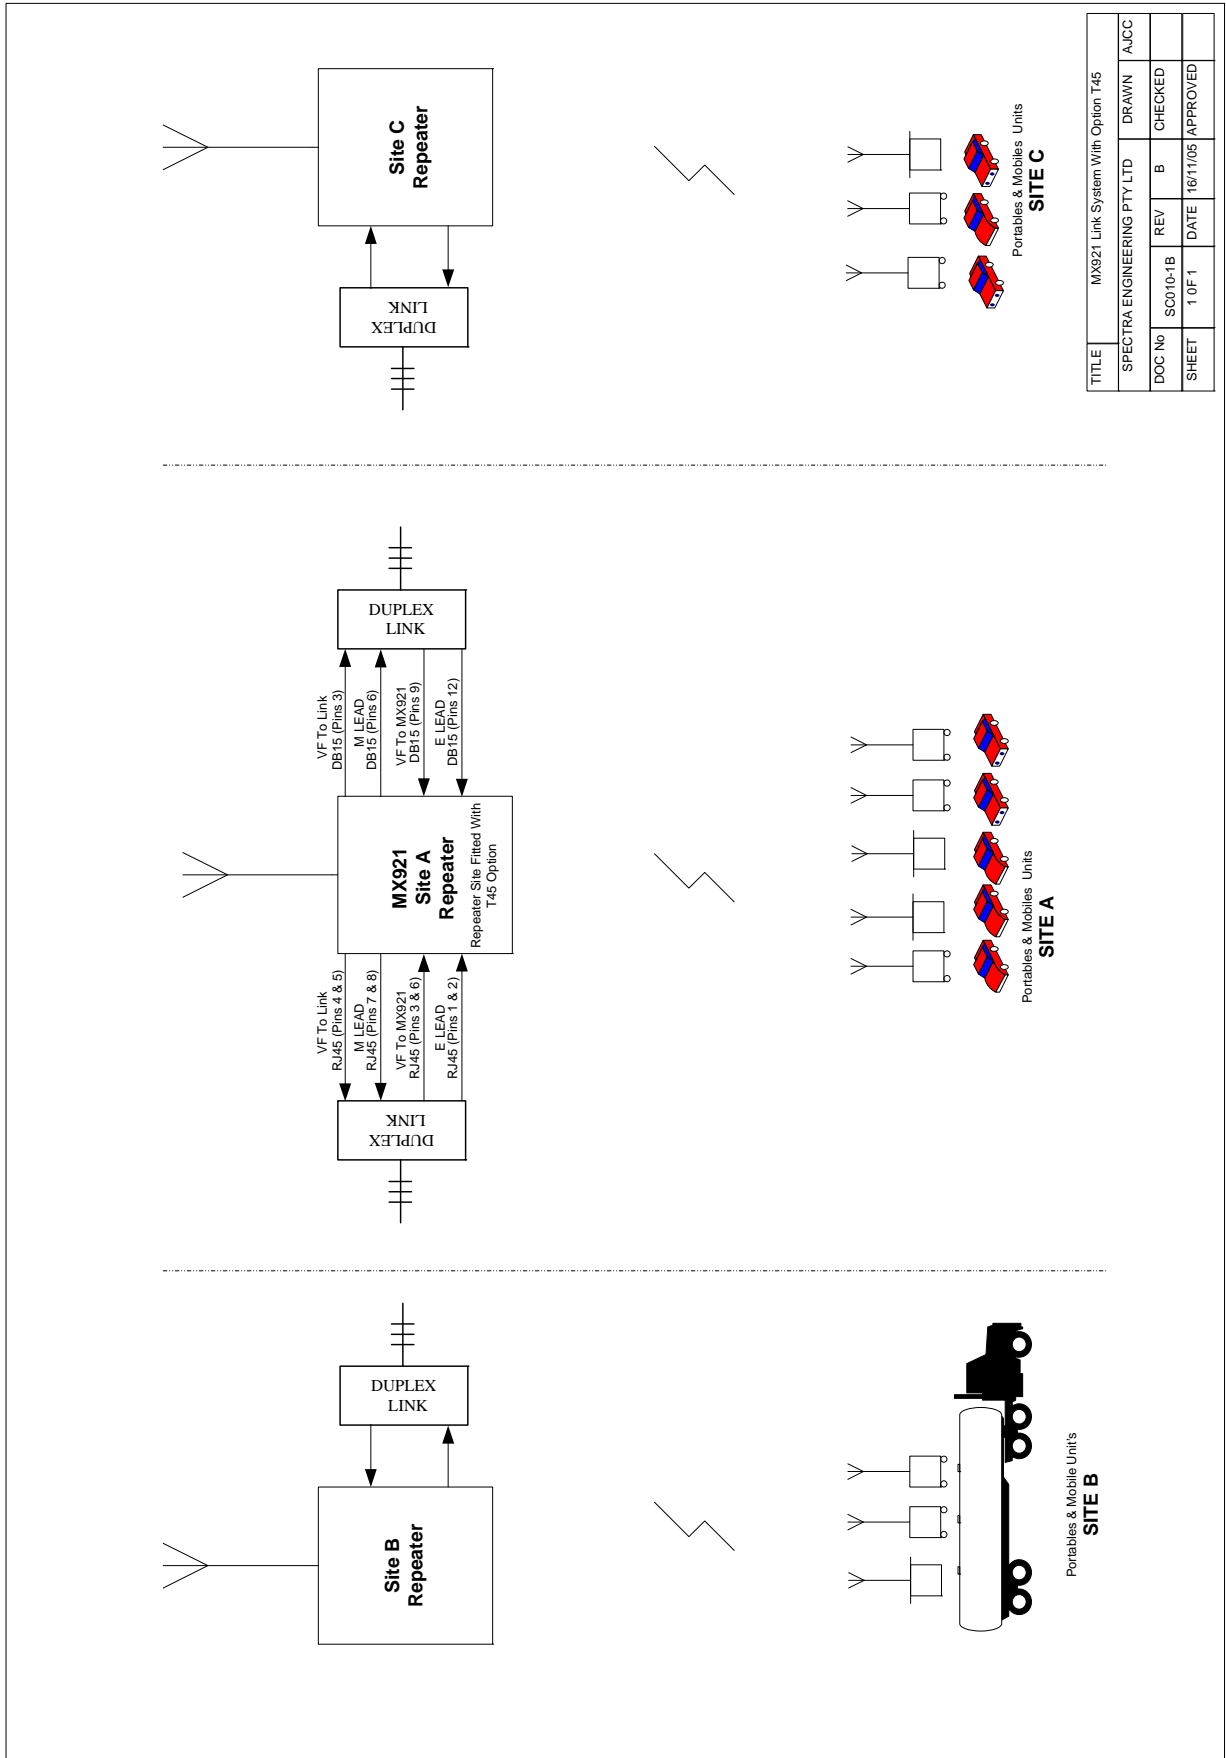 Site C
Repeater
DUPLEX
LINK
Portables & Mobiles Units
SITE C
DUPLEX
LINK
VF To Link
DB15 (Pins 3)
M LEAD
DB15 (Pins 6)
VF To MX921
DB15 (Pins 9)
E LEAD
DB15 (Pins 12)
MX921
Site A
Repeater
Repeater Site Fitted With
T45 Option
VF To Link
RJ45 (Pins 4 & 5)
M LEAD
RJ45 (Pins 7 & 8)
VF To MX921
RJ45 (Pins 3 & 6)
E LEAD
RJ45 (Pins 1 & 2)
DUPLEX
LINK
Portables & Mobiles Units
SITE A
DUPLEX
LINK
Site B
Repeater
Portables & Mobile Unit's
SITE B
TITLE MX921 Link System With Option T45
SPECTRA ENGINEERING PTY LTD DRAWN AJCC
DOC No SC010-1B REV B CHECKED
SHEET 1 0F 1 DATE 16/11/05 APPROVED